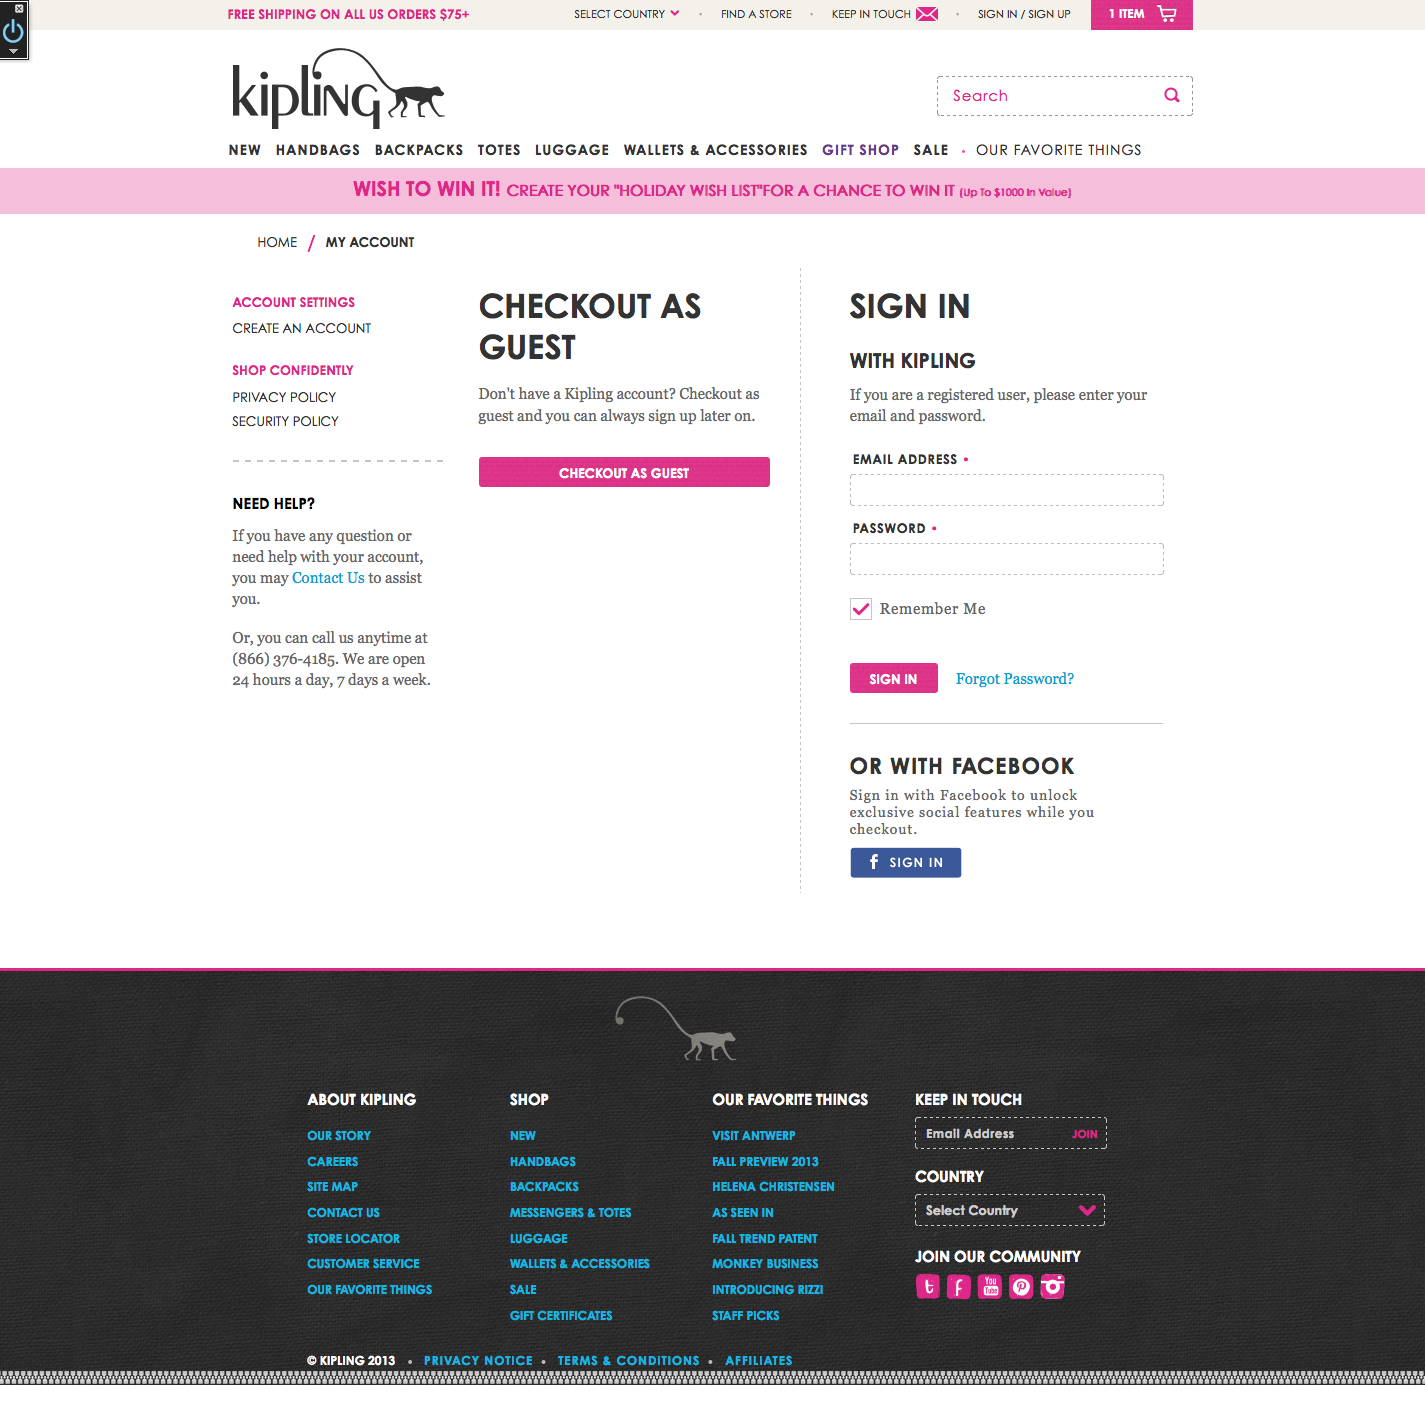 FREE SHIPPING ON ALL US ORDERS $75+
SELECT COUNTRY • FIND A STORE • KEEP IN TOUCH • SIGN IN / SIGN UP
1 ITEM
kipling
Search
NEW HANDBAGS BACKPACKS TOTES LUGGAGE WALLETS & ACCESSORIES GIFT SHOP SALE • OUR FAVORITE THINGS
WISH TO WIN IT! CREATE YOUR "HOLIDAY WISH LIST"FOR A CHANCE TO WIN IT (Up To $1000 In Value)
HOME / MY ACCOUNT
ACCOUNT SETTINGS
CREATE AN ACCOUNT
SHOP CONFIDENTLY
PRIVACY POLICY
SECURITY POLICY
NEED HELP?
If you have any question or
need help with your account,
you may Contact Us to assist
you.
Or, you can call us anytime at
(866) 376-4185. We are open
24 hours a day, 7 days a week.
CHECKOUT AS
GUEST
Don't have a Kipling account? Checkout as
guest and you can always sign up later on.
CHECKOUT AS GUEST
SIGN IN
WITH KIPLING
If you are a registered user, please enter your
email and password.
EMAIL ADDRESS •
PASSWORD •
Remember Me
SIGN IN
Forgot Password?
OR WITH FACEBOOK
Sign in with Facebook to unlock
exclusive social features while you
checkout.
f SIGN IN
ABOUT KIPLING
OUR STORY
CAREERS
SITE MAP
CONTACT US
STORE LOCATOR
CUSTOMER SERVICE
OUR FAVORITE THINGS
SHOP
NEW
HANDBAGS
BACKPACKS
MESSENGERS & TOTES
LUGGAGE
WALLETS & ACCESSORIES
SALE
GIFT CERTIFICATES
OUR FAVORITE THINGS
VISIT ANTWERP
FALL PREVIEW 2013
HELENA CHRISTENSEN
AS SEEN IN
FALL TREND PATENT
MONKEY BUSINESS
INTRODUCING RIZZI
STAFF PICKS
KEEP IN TOUCH
Email Address
JOIN
COUNTRY
Select Country
JOIN OUR COMMUNITY
t f You Tube P
© KIPLING 2013 • PRIVACY NOTICE • TERMS & CONDITIONS • AFFILIATES